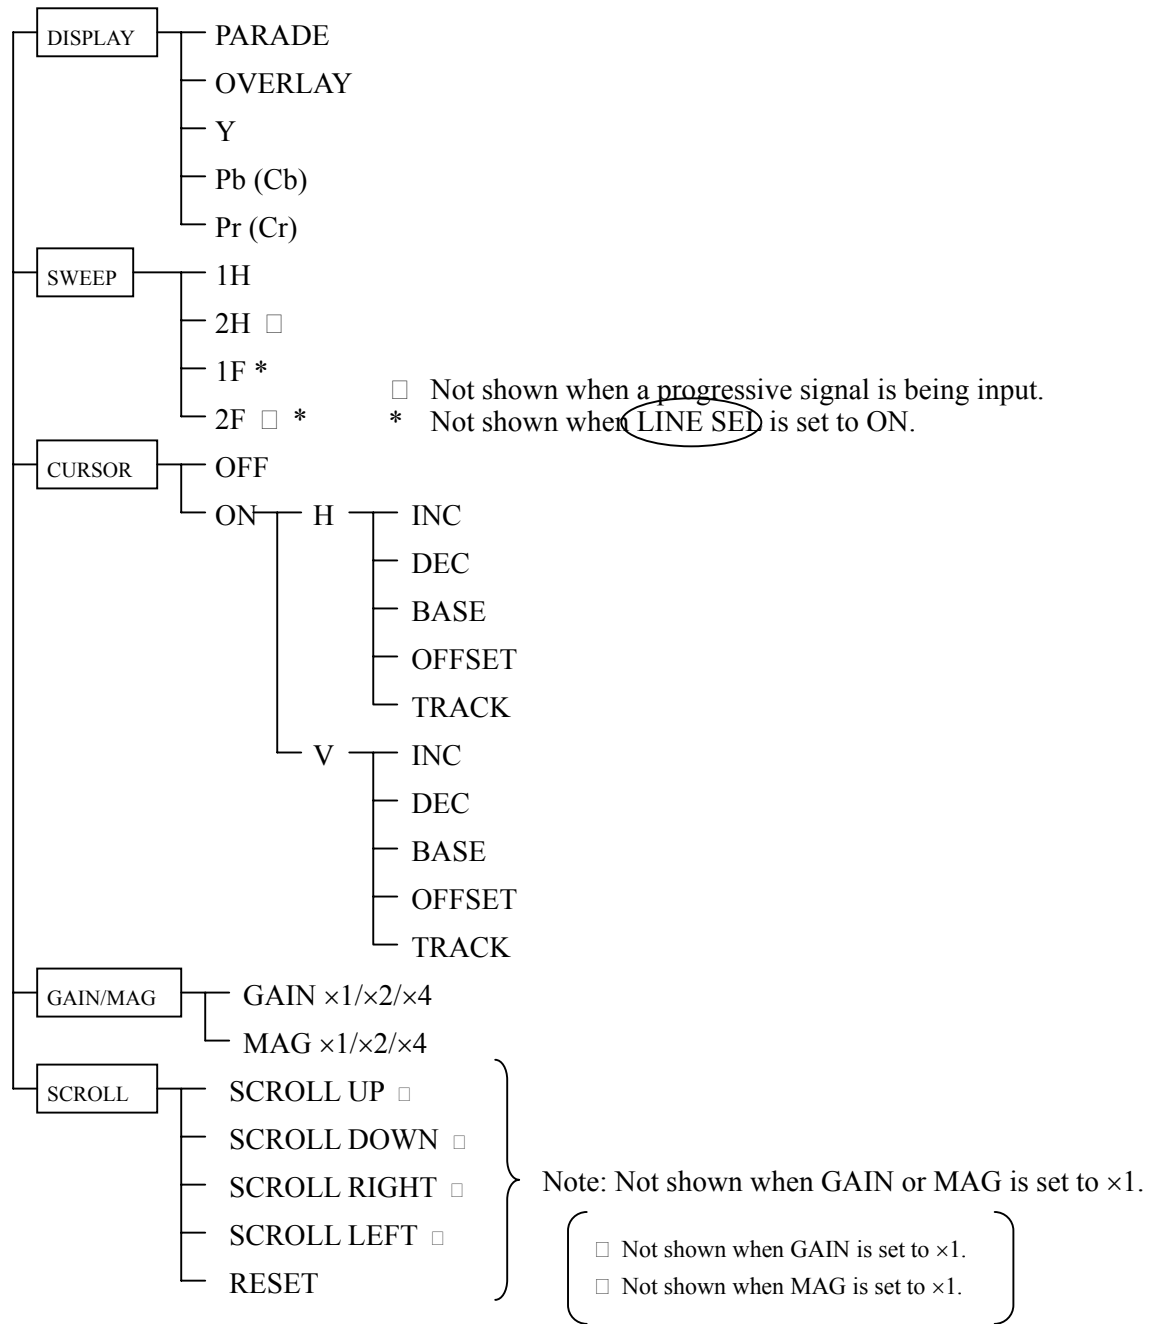 DISPLAY
PARADE
OVERLAY
Y
Pb (Cb)
Pr (Cr)
SWEEP
1H
2H □
1F *
2F □ *
□ Not shown when a progressive signal is being input.
* Not shown when LINE SEL is set to ON.
CURSOR
OFF
ON
H
INC
DEC
BASE
OFFSET
TRACK
V
INC
DEC
BASE
OFFSET
TRACK
GAIN/MAG
GAIN ×1/×2/×4
MAG ×1/×2/×4
SCROLL
SCROLL UP □
SCROLL DOWN □
SCROLL RIGHT □
SCROLL LEFT □
RESET
Note: Not shown when GAIN or MAG is set to ×1.
□ Not shown when GAIN is set to ×1.
□ Not shown when MAG is set to ×1.